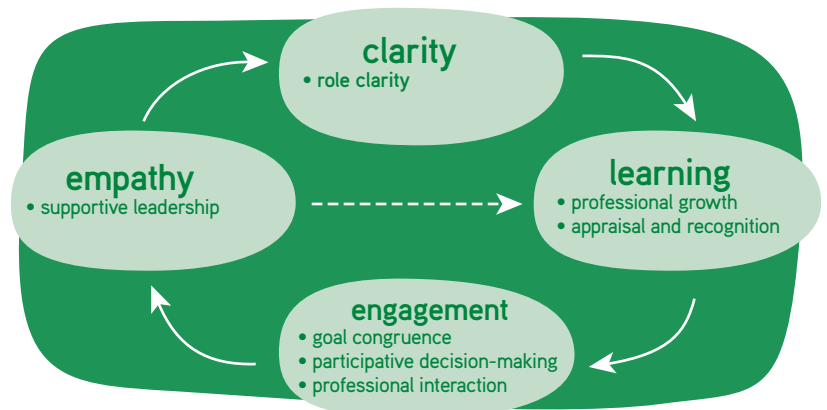 clarity
• role clarity
empathy
• supportive leadership
learning
• professional growth
• appraisal and recognition
engagement
• goal congruence
• participative decision-making
• professional interaction